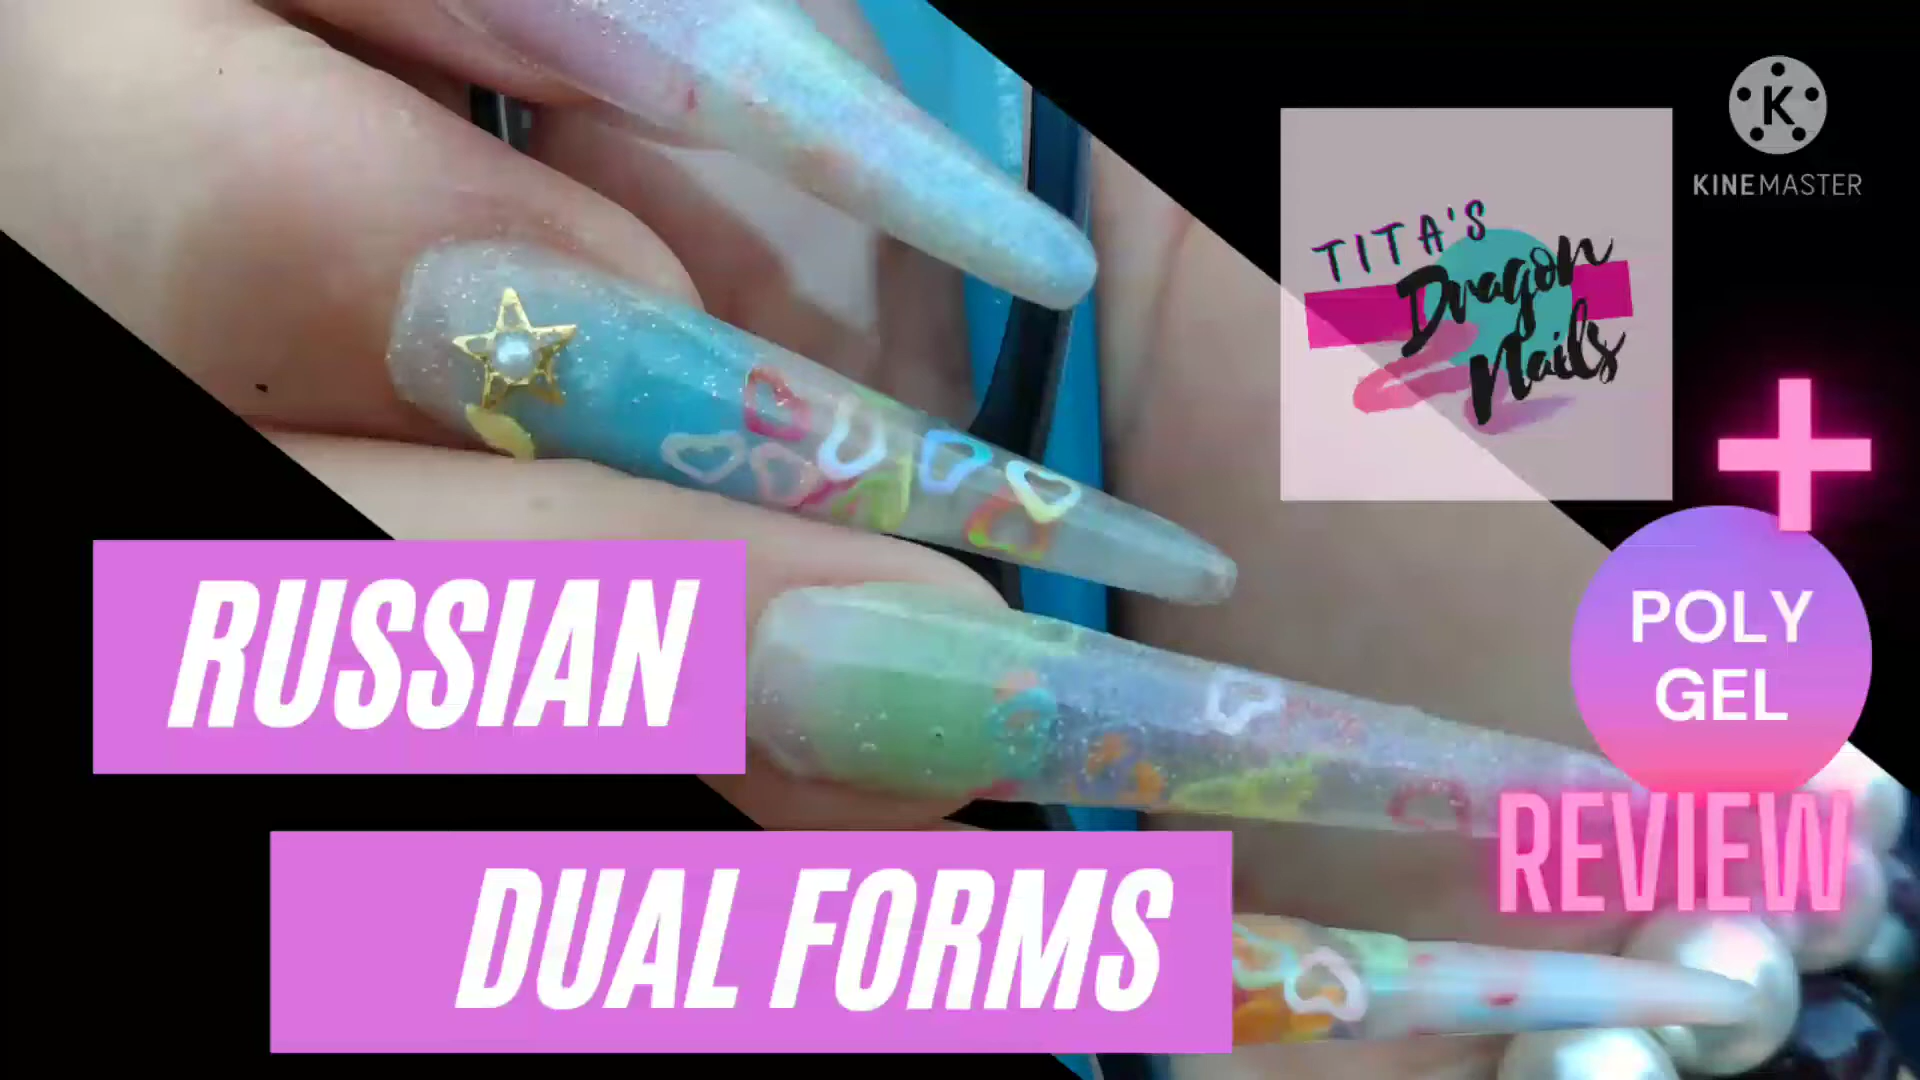 K
KINEMASTER
TITA'S
Dragon
Nails
+
POLY
GEL
REVIEW
RUSSIAN
DUAL FORMS